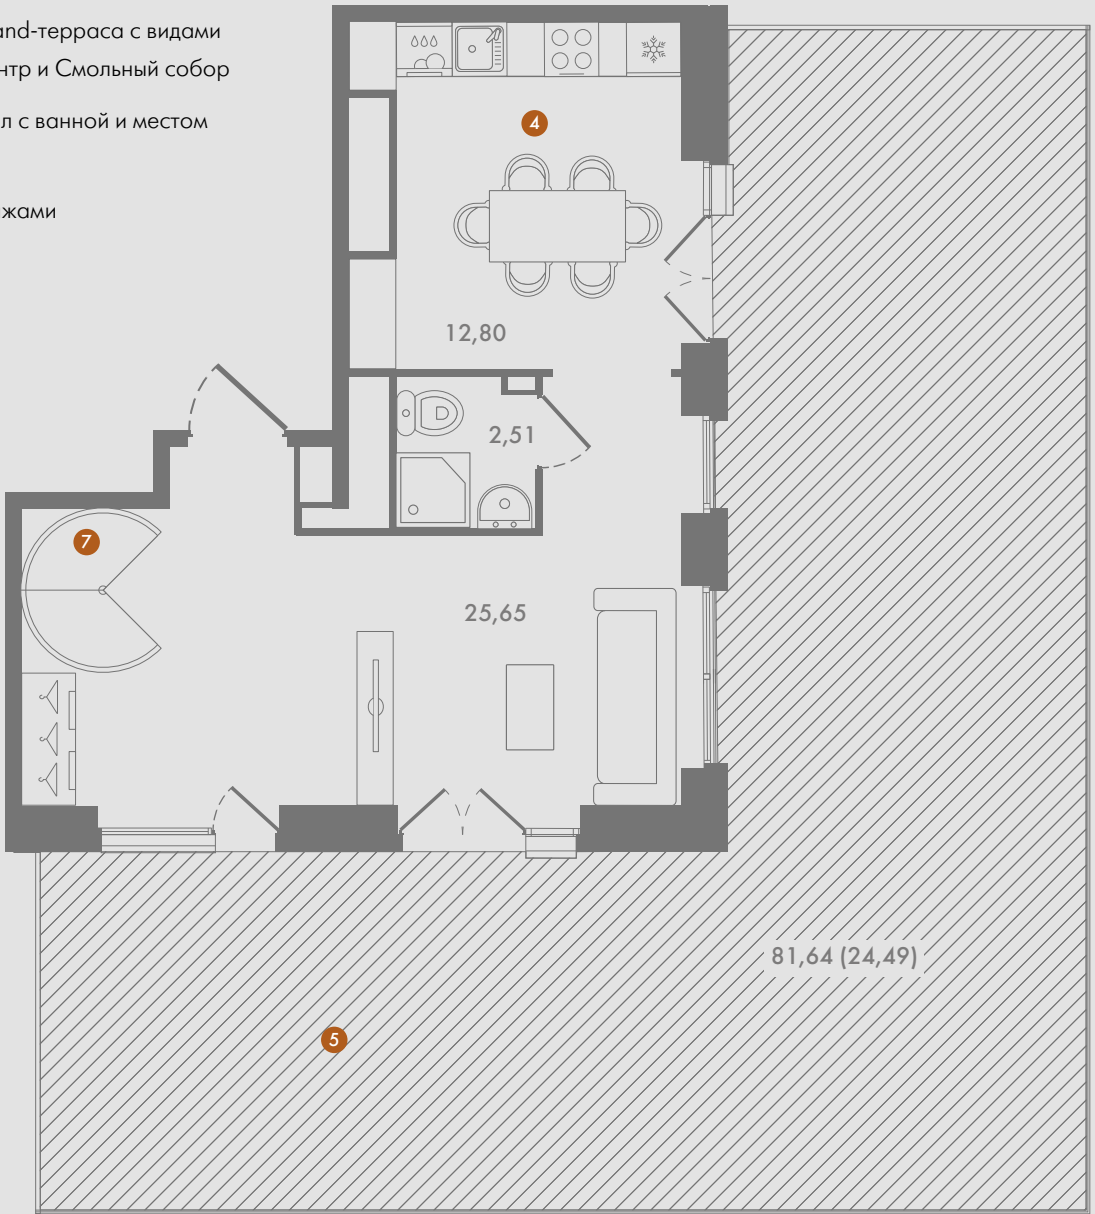 and-терраса с видами
нтр и Смольный собор
л с ванной и местом
жами
4
12,80
2,51
7
25,65
81,64 (24,49)
5